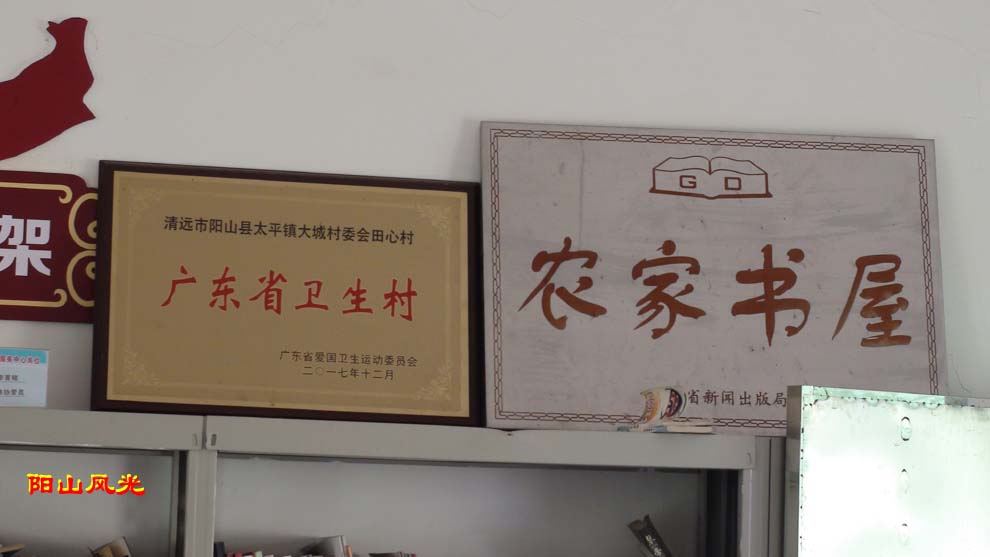 架
清远市阳山县太平镇大城村委会田心村
广东省卫生村
广东省爱国卫生运动委员会
二〇一七年十二月
GO
农家书屋
省新闻出版局
阳山风光